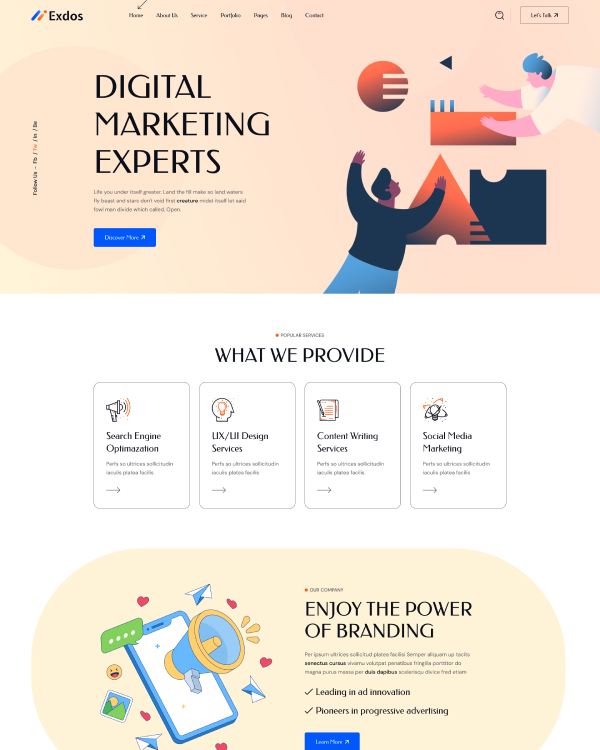 Exdos
Home About Us Service Portfolio Pages Blog Contact
Let's Talk
Follow Us – Fb / Tw / In / Be
DIGITAL
MARKETING
EXPERTS
Life you under itself greater. Land the fill make so land waters
fly beast and stars don't void first creature midst itself let said
fowl man divide which called, Open.
Discover More
POPULAR SERVICES
WHAT WE PROVIDE
Search Engine
Optimazation
Perfs so ultrices sollicitudin
iaculis platea facilis
UX/UI Design
Services
Perfs so ultrices sollicitudin
iaculis platea facilis
Content Writing
Services
Perfs so ultrices sollicitudin
iaculis platea facilis
Social Media
Marketing
Perfs so ultrices sollicitudin
iaculis platea facilis
OUR COMPANY
ENJOY THE POWER
OF BRANDING
Per ipsum ultrices sollicitud platea facilisi Semper aliquam up taciits
senectus cursus vivamu volutpat penatibus fringilla porttitor do
magna purus massa per duis dapibus scelerisqu divice fred etiam
Leading in ad innovation
Pioneers in progressive advertising
Learn More